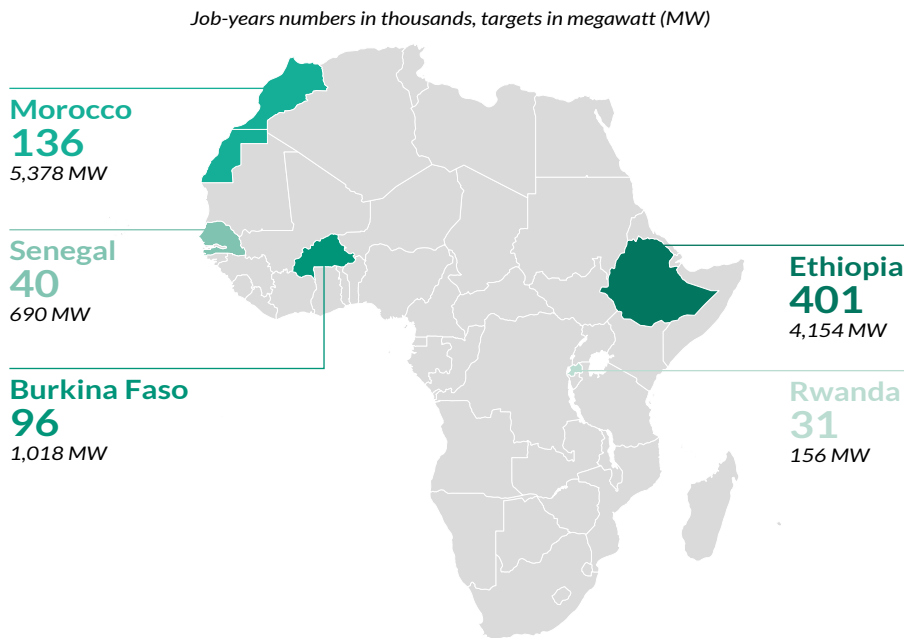 Job-years numbers in thousands, targets in megawatt (MW)
Morocco
136
5,378 MW
Senegal
40
690 MW
Burkina Faso
96
1,018 MW
Ethiopia
401
4,154 MW
Rwanda
31
156 MW